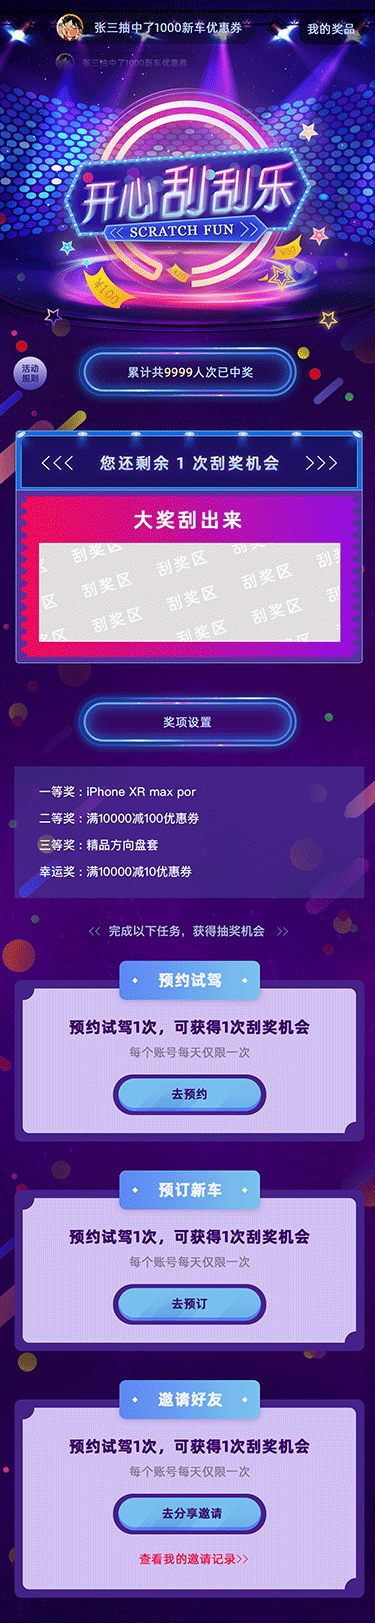 张三抽中了1000新车优惠券
我的奖品
张三抽中了1000新车优惠券
开心刮刮乐
<< SCRATCH FUN >>
活动
规则
累计共9999人次已中奖
<<< 您还剩余 1 次刮奖机会 >>>
大奖刮出来
刮奖区 刮奖区 刮奖区
刮奖区 刮奖区 刮奖区 刮奖区
刮奖区 刮奖区 刮奖区
奖项设置
一等奖：iPhone XR max por
二等奖：满10000减100优惠券
三等奖：精品方向盘套
幸运奖：满10000减10优惠券
<< 完成以下任务，获得抽奖机会 >>
预约试驾
预约试驾1次，可获得1次刮奖机会
每个账号每天仅限一次
去预约
预订新车
预约试驾1次，可获得1次刮奖机会
每个账号每天仅限一次
去预订
邀请好友
预约试驾1次，可获得1次刮奖机会
每个账号每天仅限一次
去分享邀请
查看我的邀请记录>>